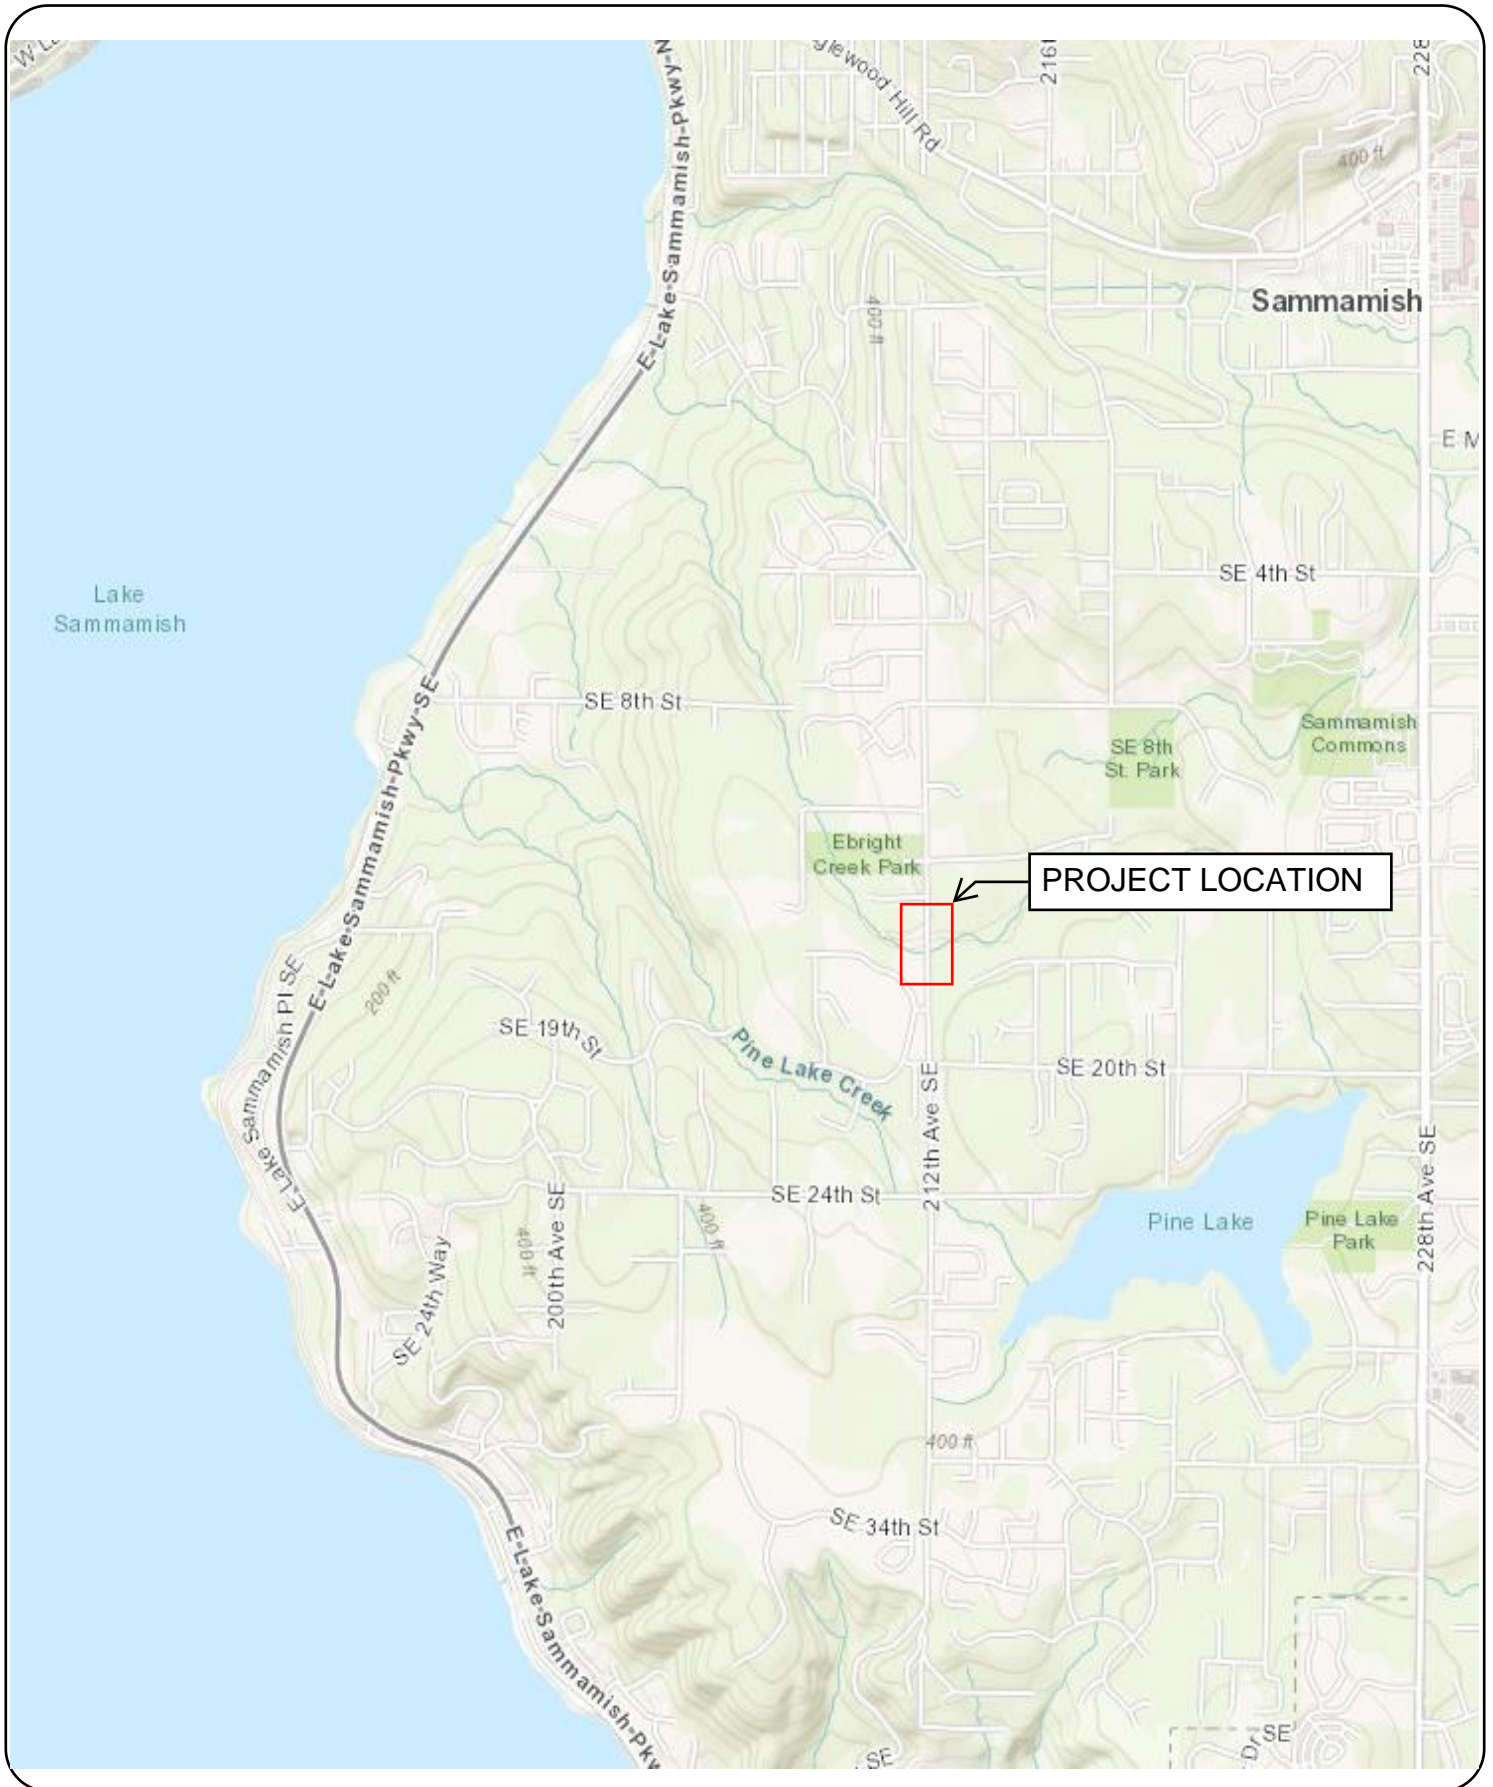 glewood Hill Rd
216t
228
400 ft
E-Lake-Sammamish-Pkwy-N
Sammamish
400 ft
E M
SE 4th St
Lake
Sammamish
SE 8th St
Sammamish
Commons
SE 8th
St. Park
E-Lake-Sammamish-Pkwy-SE
Ebright
Creek Park
PROJECT LOCATION
200 ft
E Lake Sammamish Pl SE
SE 19th St
Pine Lake Creek
SE 20th St
212th Ave SE
228th Ave SE
SE 24th St
200th Ave SE
400 ft
400 ft
Pine Lake
Pine Lake
Park
SE 24th Way
400 ft
SE 34th St
E-Lake-Sammamish-Pkw
Dr SE
SE